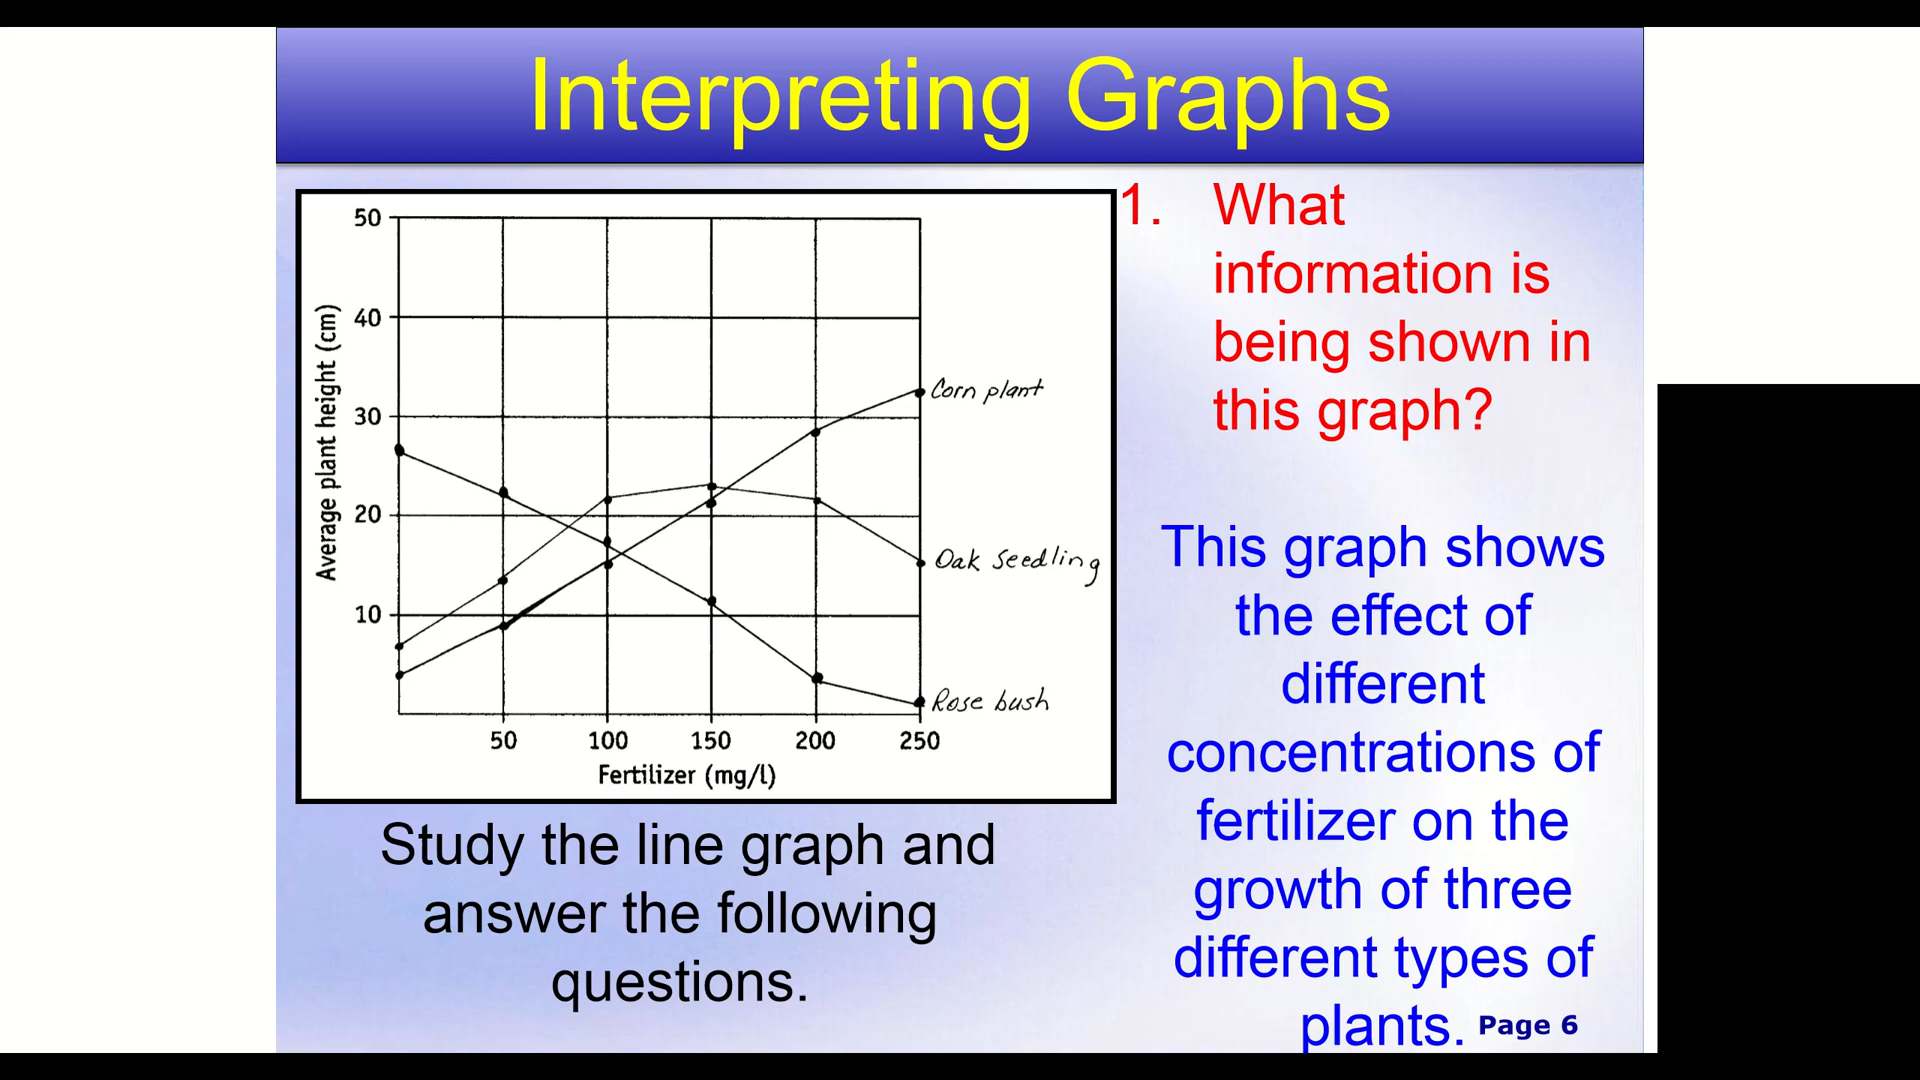 Interpreting Graphs
50
40
30
20
10
Average plant height (cm)
50 100 150 200 250
Fertilizer (mg/l)
Corn plant
Oak Seedling
Rose bush
Study the line graph and
answer the following
questions.
1. What
information is
being shown in
this graph?
This graph shows
the effect of
different
concentrations of
fertilizer on the
growth of three
different types of
plants.
Page 6